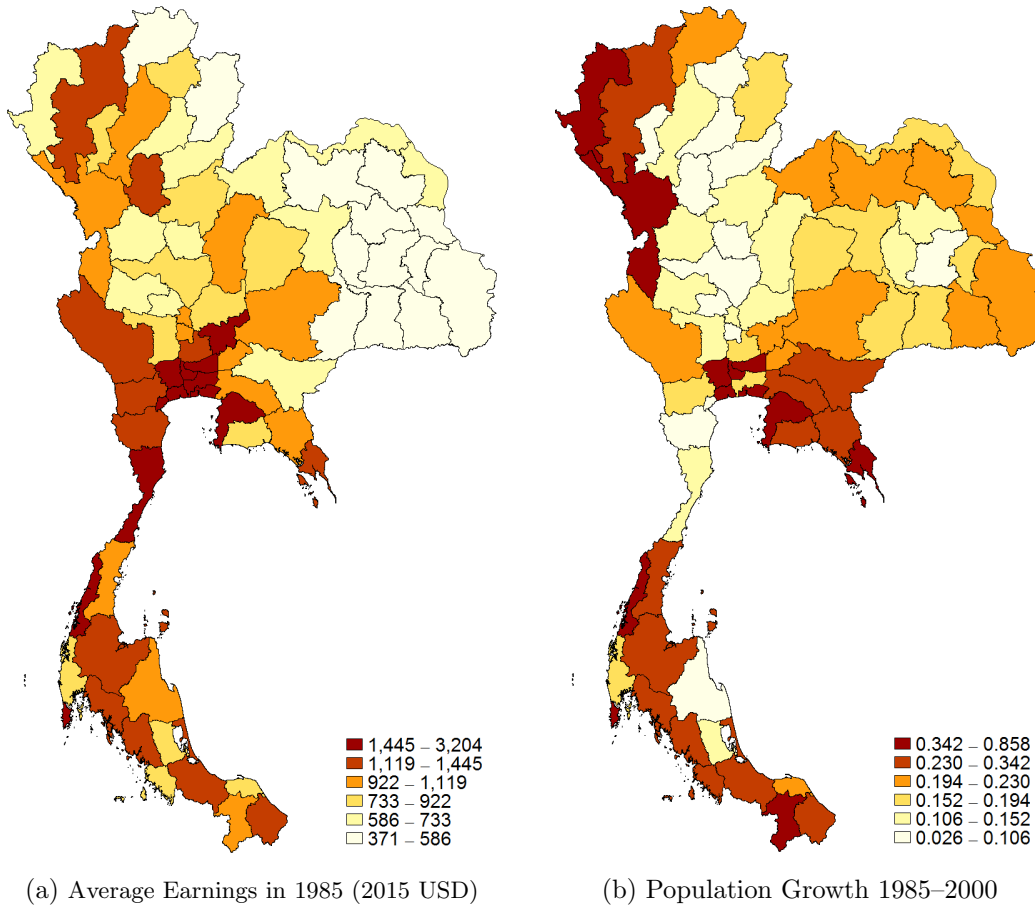 1,445 – 3,204
1,119 – 1,445
922 – 1,119
733 – 922
586 – 733
371 – 586
0.342 – 0.858
0.230 – 0.342
0.194 – 0.230
0.152 – 0.194
0.106 – 0.152
0.026 – 0.106
(a) Average Earnings in 1985 (2015 USD)
(b) Population Growth 1985–2000